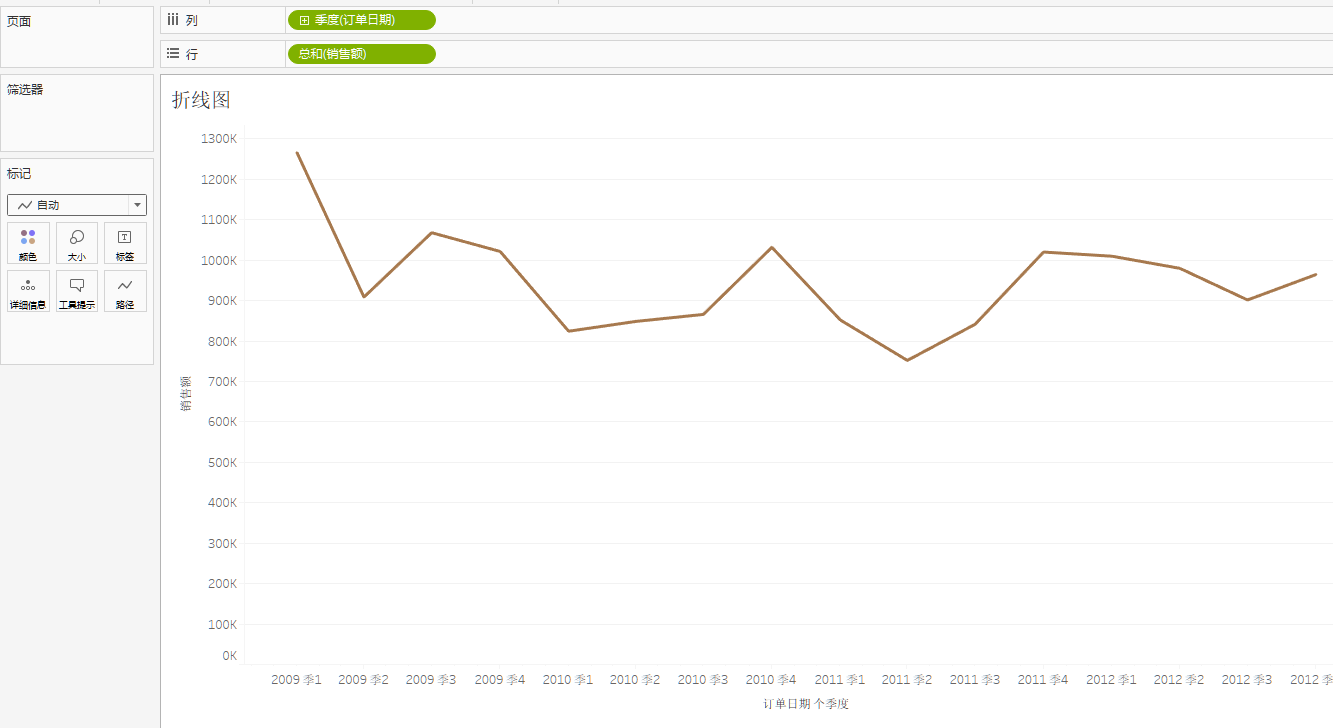 页面
列
季度(订单日期)
行
总和(销售额)
筛选器
标记
自动
颜色
大小
标签
详细信息
工具提示
路径
折线图
1300K
1200K
1100K
1000K
900K
800K
700K
600K
500K
400K
300K
200K
100K
0K
销售额
2009 季1 2009 季2 2009 季3 2009 季4 2010 季1 2010 季2 2010 季3 2010 季4 2011 季1 2011 季2 2011 季3 2011 季4 2012 季1 2012 季2 2012 季3 2012
订单日期 个季度